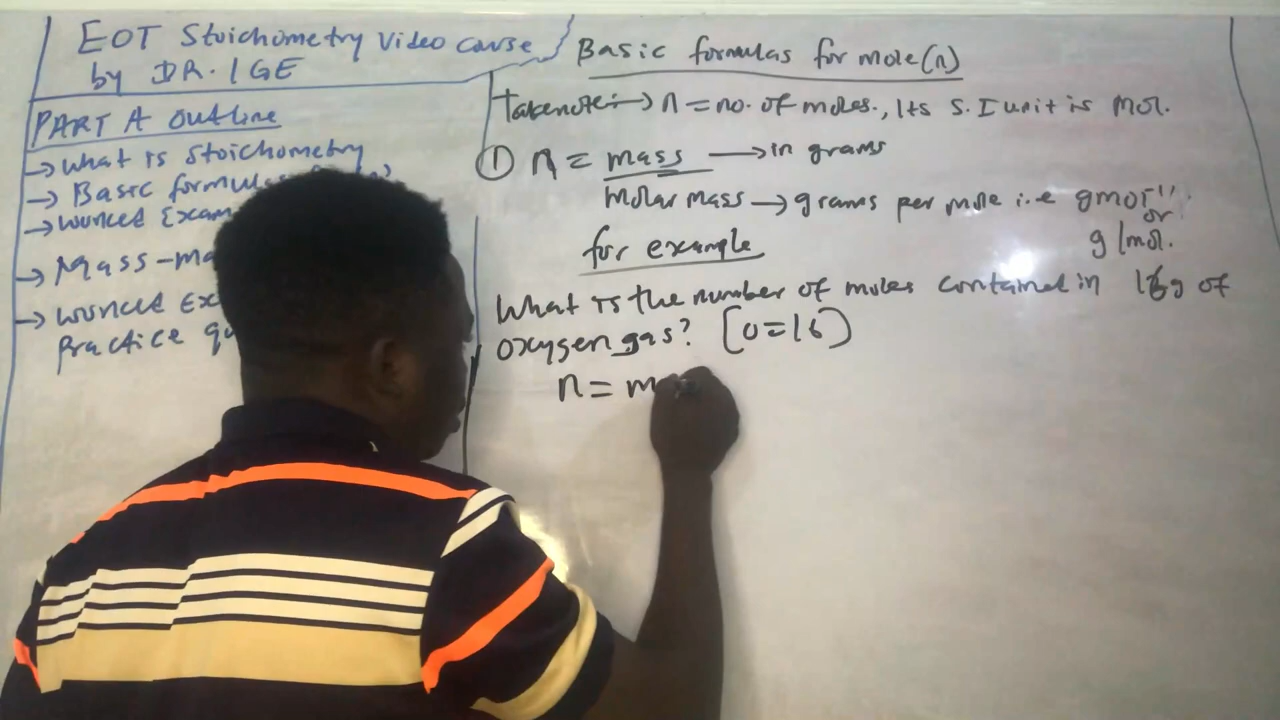 EOT Stoichometry Video Course
by DR. IGE
PART A Outline
→ What is Stoichometry
→ Basic formulas
→ Worked Exam
→ Mass-ma
→ Worked Ex
Practice qu
Basic formulas for mole(n)
Takenote:→ n = no. of moles., Its S.I unit is mol.
① n = mass → in grams
molar mass → grams per mole i.e gmol⁻¹
or
g/mol.
for example
What is the number of moles contained in 16g of
oxygen gas? [O=16]
n = m